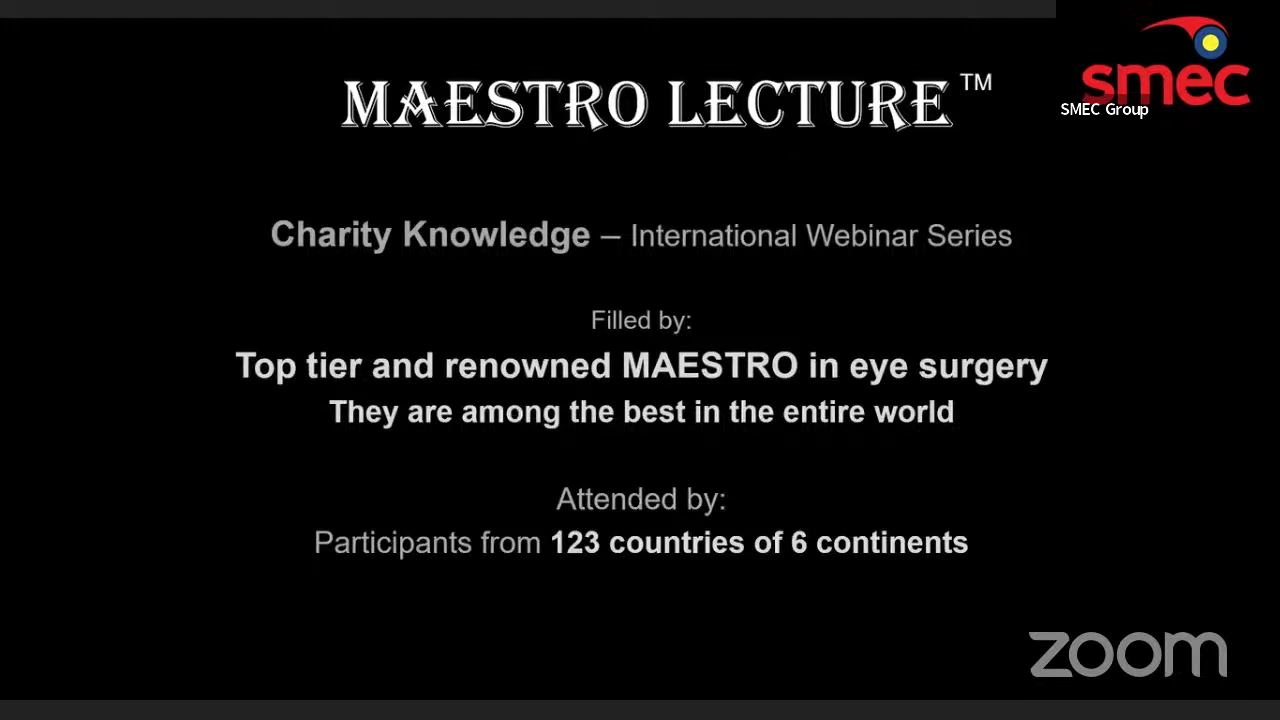 MAESTRO LECTURE™
smec
SMEC Group
Charity Knowledge – International Webinar Series
Filled by:
Top tier and renowned MAESTRO in eye surgery
They are among the best in the entire world
Attended by:
Participants from 123 countries of 6 continents
zoom